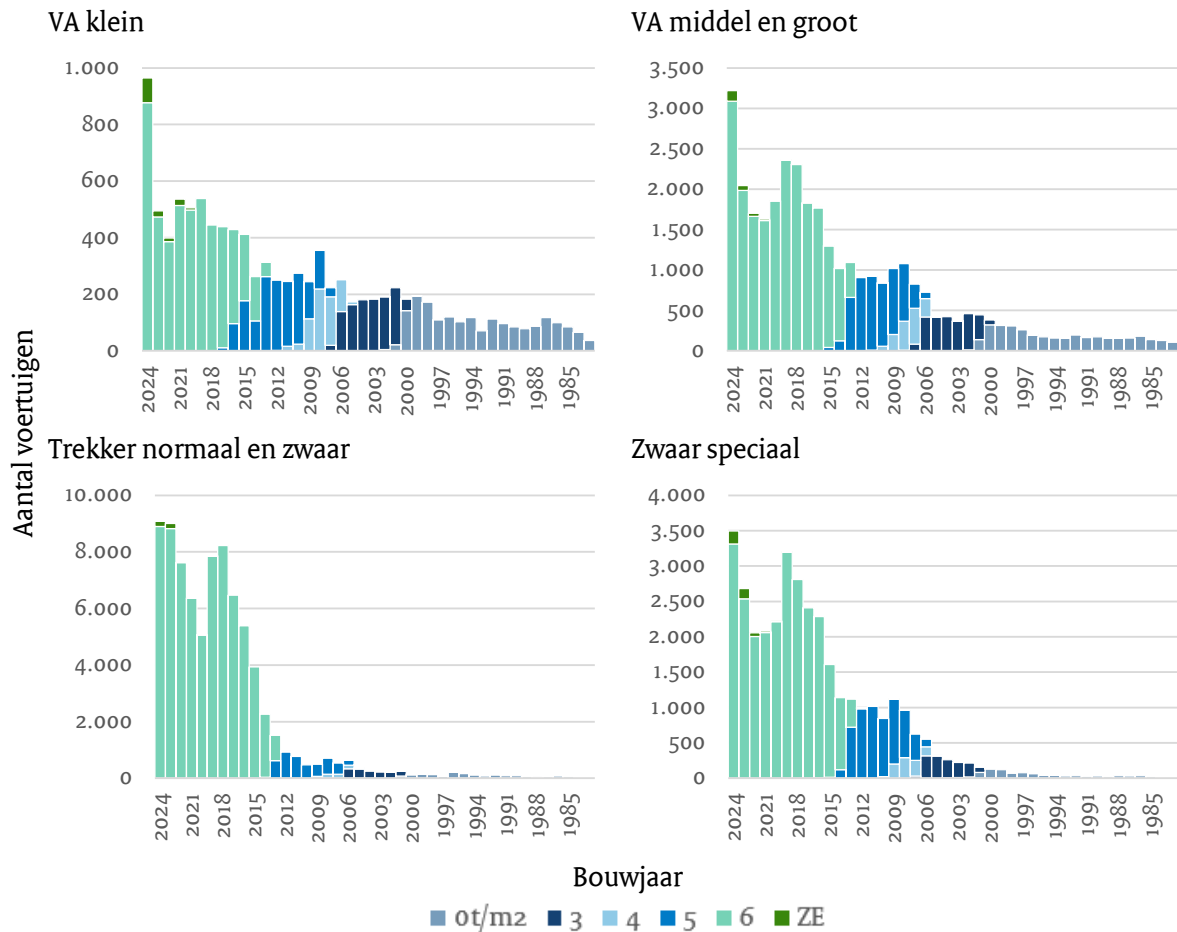 VA klein
1.000
800
600
400
200
0
2024 2021 2018 2015 2012 2009 2006 2003 2000 1997 1994 1991 1988 1985
VA middel en groot
3.500
3.000
2.500
2.000
1.500
1.000
500
0
2024 2021 2018 2015 2012 2009 2006 2003 2000 1997 1994 1991 1988 1985
Aantal voertuigen
Trekker normaal en zwaar
10.000
8.000
6.000
4.000
2.000
0
2024 2021 2018 2015 2012 2009 2006 2003 2000 1997 1994 1991 1988 1985
Zwaar speciaal
4.000
3.500
3.000
2.500
2.000
1.500
1.000
500
0
2024 2021 2018 2015 2012 2009 2006 2003 2000 1997 1994 1991 1988 1985
Bouwjaar
0t/m2 3 4 5 6 ZE